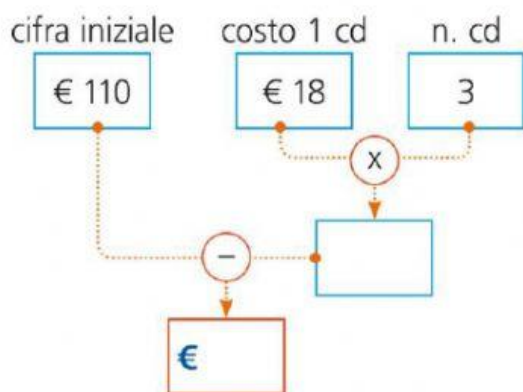 cifra iniziale costo 1 cd n. cd
€ 110 € 18 3
x
–
€